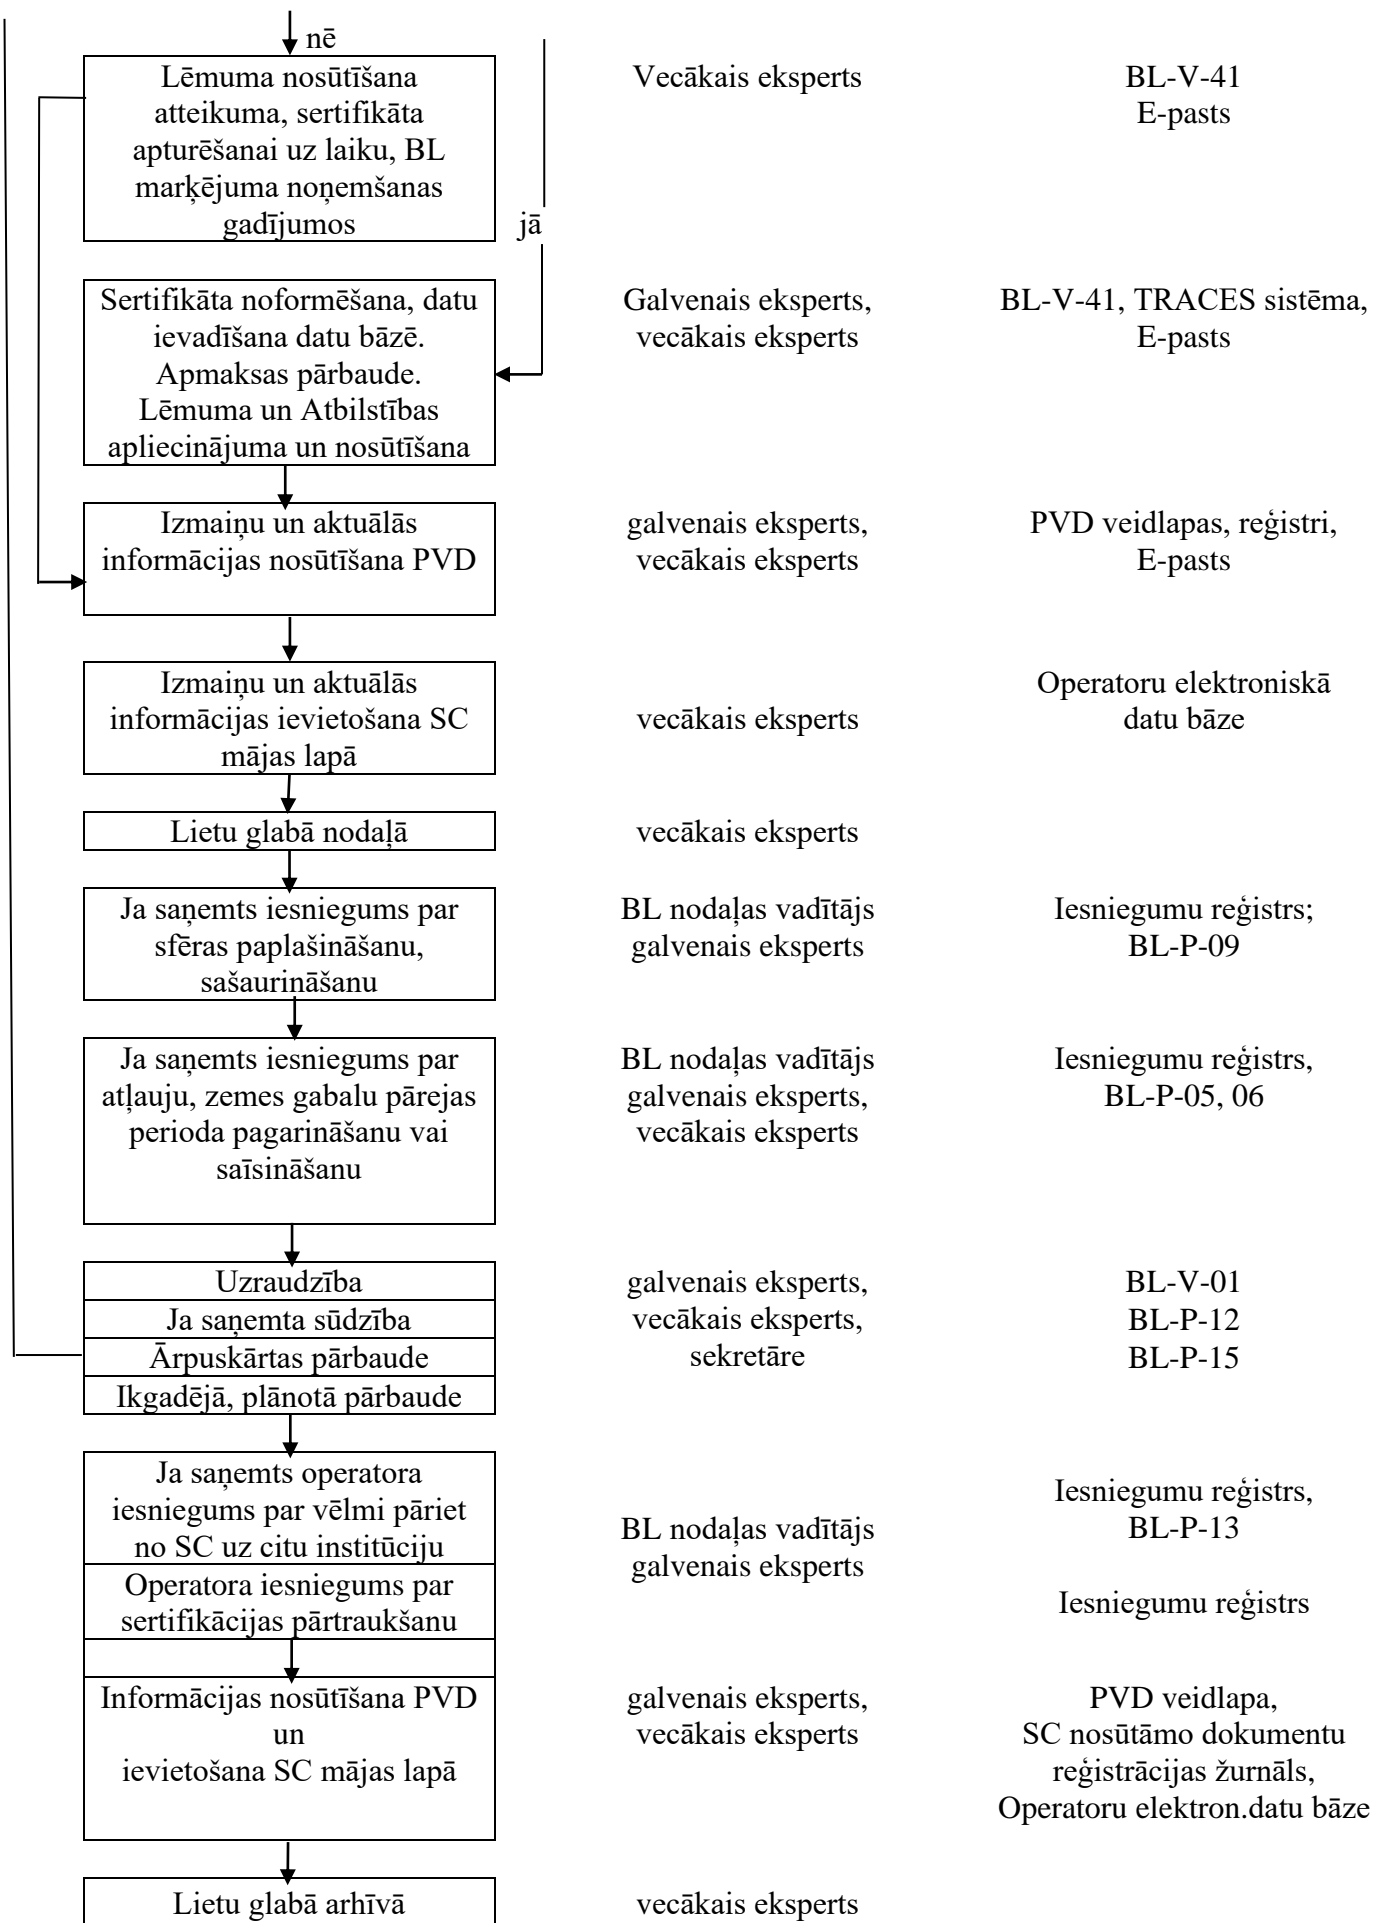 nē
Lēmuma nosūtīšana
atteikuma, sertifikāta
apturēšanai uz laiku, BL
marķējuma noņemšanas
gadījumos
Vecākais eksperts
BL-V-41
E-pasts
jā
Sertifikāta noformēšana, datu
ievadīšana datu bāzē.
Apmaksas pārbaude.
Lēmuma un Atbilstības
apliecinājuma un nosūtīšana
Galvenais eksperts,
vecākais eksperts
BL-V-41, TRACES sistēma,
E-pasts
Izmaiņu un aktuālās
informācijas nosūtīšana PVD
galvenais eksperts,
vecākais eksperts
PVD veidlapas, reģistri,
E-pasts
Izmaiņu un aktuālās
informācijas ievietošana SC
mājas lapā
vecākais eksperts
Operatoru elektroniskā
datu bāze
Lietu glabā nodaļā
vecākais eksperts
Ja saņemts iesniegums par
sfēras paplašināšanu,
sašaurināšanu
BL nodaļas vadītājs
galvenais eksperts
Iesniegumu reģistrs;
BL-P-09
Ja saņemts iesniegums par
atļauju, zemes gabalu pārejas
perioda pagarināšanu vai
saīsināšanu
BL nodaļas vadītājs
galvenais eksperts,
vecākais eksperts
Iesniegumu reģistrs,
BL-P-05, 06
Uzraudzība
Ja saņemta sūdzība
Ārpuskārtas pārbaude
Ikgadējā, plānotā pārbaude
galvenais eksperts,
vecākais eksperts,
sekretāre
BL-V-01
BL-P-12
BL-P-15
Ja saņemts operatora
iesniegums par vēlmi pāriet
no SC uz citu institūciju
Operatora iesniegums par
sertifikācijas pārtraukšanu
BL nodaļas vadītājs
galvenais eksperts
Iesniegumu reģistrs,
BL-P-13
Iesniegumu reģistrs
Informācijas nosūtīšana PVD
un
ievietošana SC mājas lapā
galvenais eksperts,
vecākais eksperts
PVD veidlapa,
SC nosūtāmo dokumentu
reģistrācijas žurnāls,
Operatoru elektron.datu bāze
Lietu glabā arhīvā
vecākais eksperts